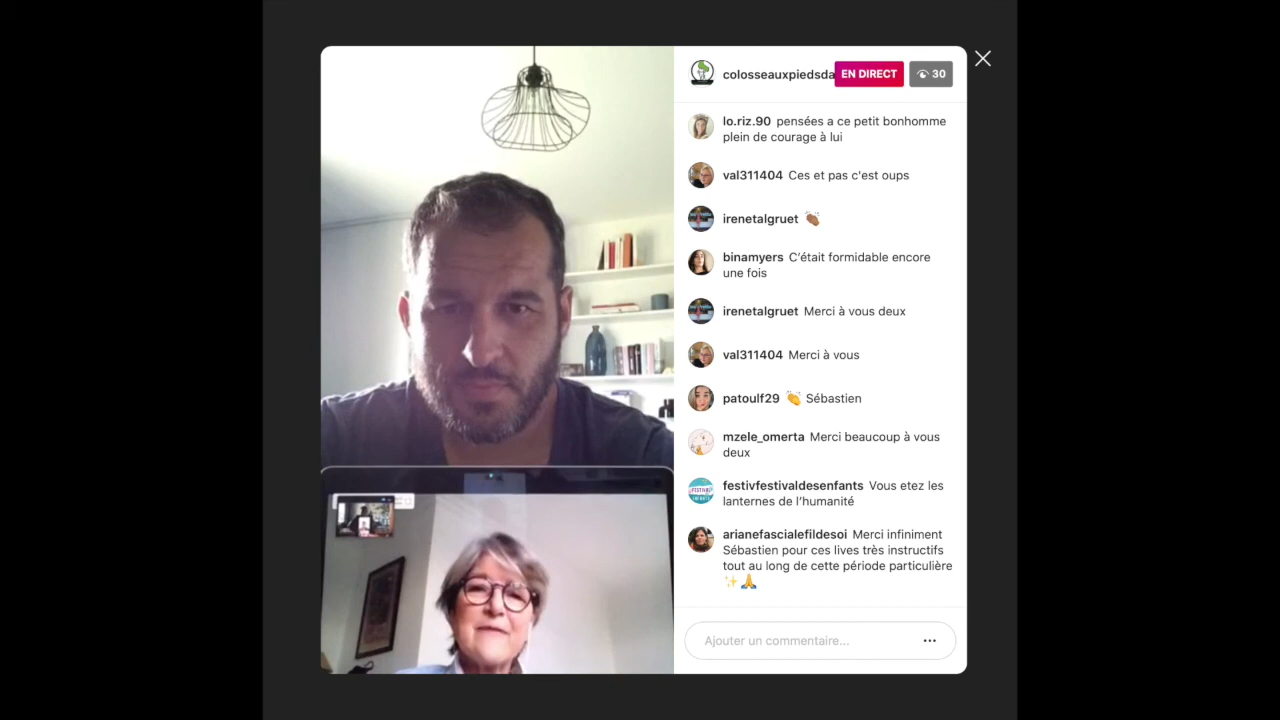 colosseauxpiedsda
EN DIRECT
30
lo.riz.90 pensées a ce petit bonhomme
plein de courage à lui
val311404 Ces et pas c'est oups
irenetalgruet 👏🏽
binamyers C'était formidable encore
une fois
irenetalgruet Merci à vous deux
val311404 Merci à vous
patoulf29 👏 Sébastien
mzele_omerta Merci beaucoup à vous
deux
festivfestivaldesenfants Vous etez les
lanternes de l'humanité
arianefascialefildesoi Merci infiniment
Sébastien pour ces lives très instructifs
tout au long de cette période particulière
✨🙏
Ajouter un commentaire...